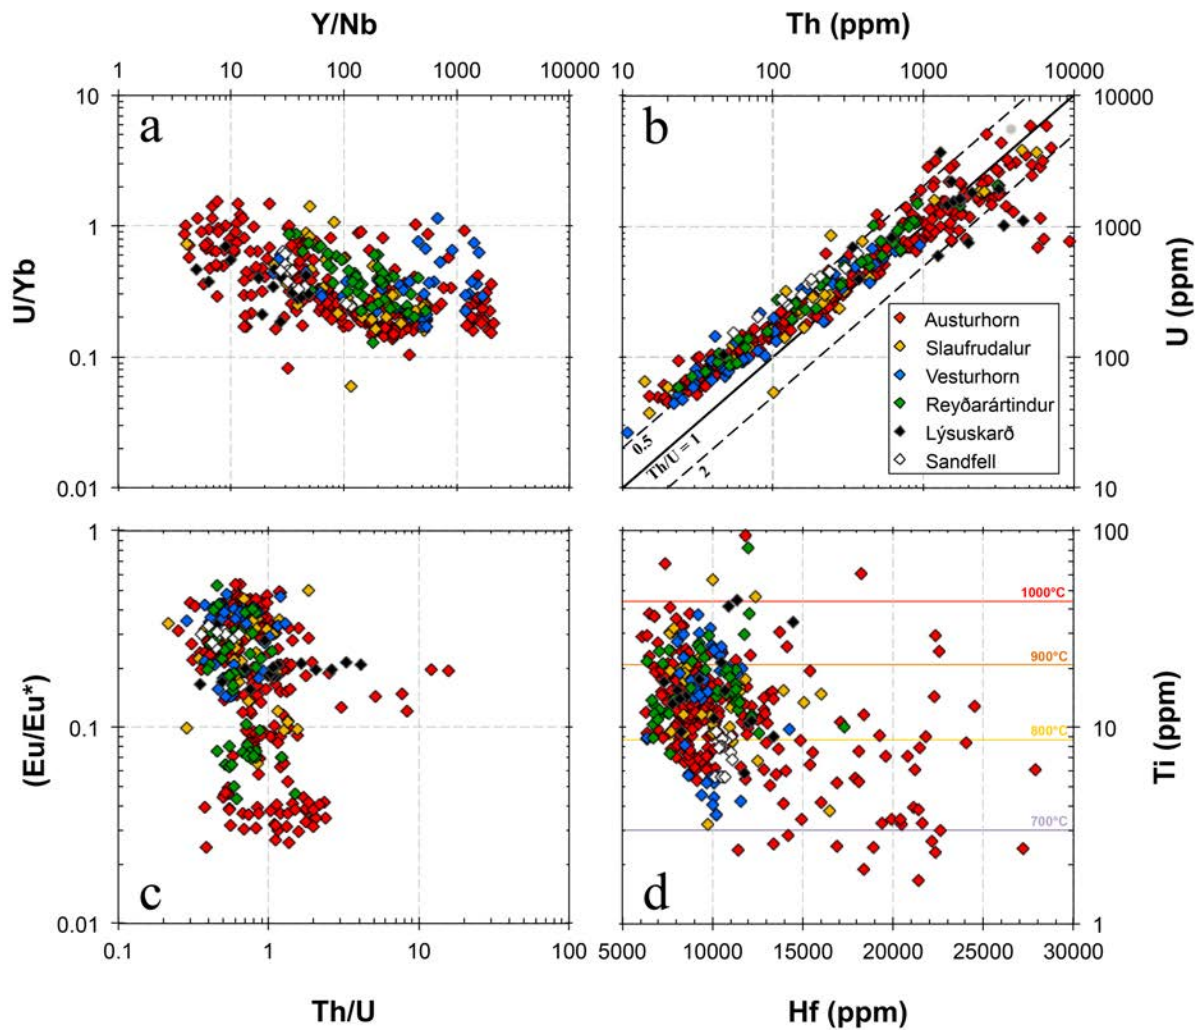 Y/Nb
Th (ppm)
1 10 100 1000 10000
10 100 1000 10000
10
1
0.1
0.01
U/Yb
a
b
10000
1000
100
10
U (ppm)
0.5
Th/U = 1
2
Austurhorn
Slaufrudalur
Vesturhorn
Reyðarártindur
Lýsuskarð
Sandfell
1
0.1
0.01
(Eu/Eu*)
c
d
1000°C
900°C
800°C
700°C
100
10
1
Ti (ppm)
0.1 1 10 100
5000 10000 15000 20000 25000 30000
Th/U
Hf (ppm)